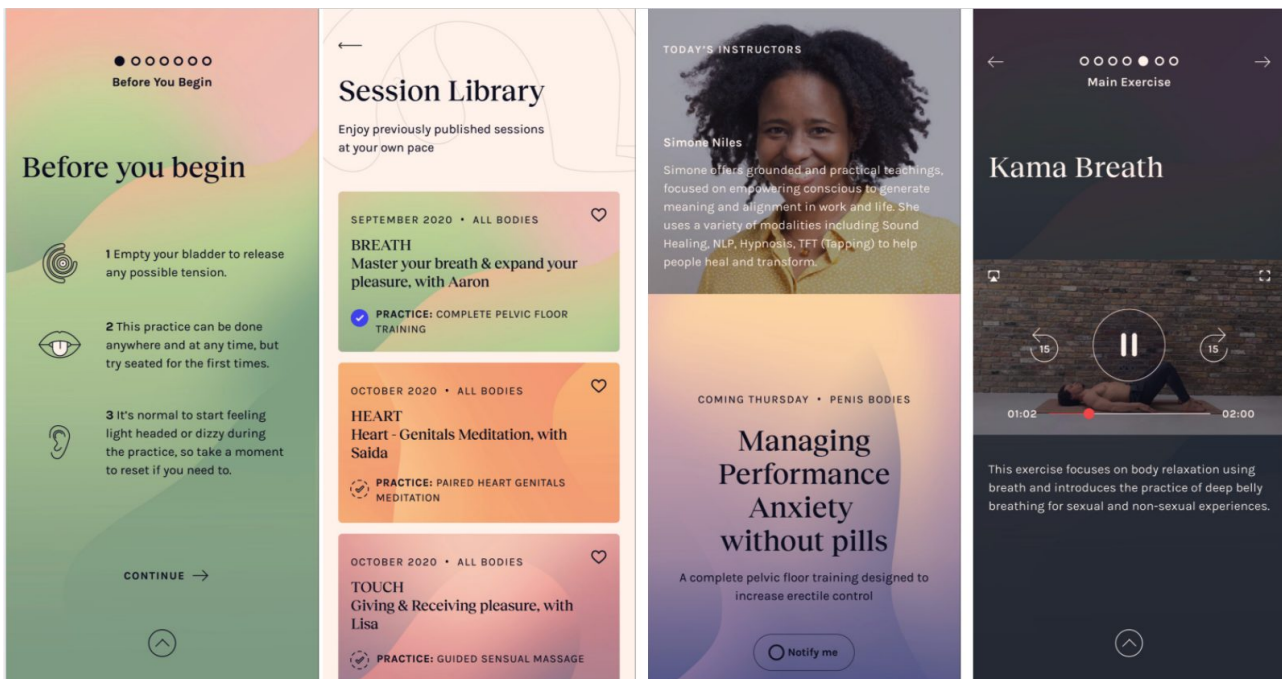 Before You Begin
Before you begin
1 Empty your bladder to release
any possible tension.
2 This practice can be done
anywhere and at any time, but
try seated for the first times.
3 It's normal to start feeling
light headed or dizzy during
the practice, so take a moment
to reset if you need to.
CONTINUE
Session Library
Enjoy previously published sessions
at your own pace
SEPTEMBER 2020 • ALL BODIES
BREATH
Master your breath & expand your
pleasure, with Aaron
PRACTICE: COMPLETE PELVIC FLOOR
TRAINING
OCTOBER 2020 • ALL BODIES
HEART
Heart - Genitals Meditation, with
Saida
PRACTICE: PAIRED HEART GENITALS
MEDITATION
OCTOBER 2020 • ALL BODIES
TOUCH
Giving & Receiving pleasure, with
Lisa
PRACTICE: GUIDED SENSUAL MASSAGE
TODAY'S INSTRUCTORS
Simone Niles
Simone offers grounded and practical teachings,
focused on empowering conscious to generate
meaning and alignment in work and life. She
uses a variety of modalities including Sound
Healing, NLP, Hypnosis, TFT (Tapping) to help
people heal and transform.
COMING THURSDAY • PENIS BODIES
Managing
Performance
Anxiety
without pills
A complete pelvic floor training designed to
increase erectile control
Notify me
Main Exercise
Kama Breath
15
15
01:02
02:00
This exercise focuses on body relaxation using
breath and introduces the practice of deep belly
breathing for sexual and non-sexual experiences.